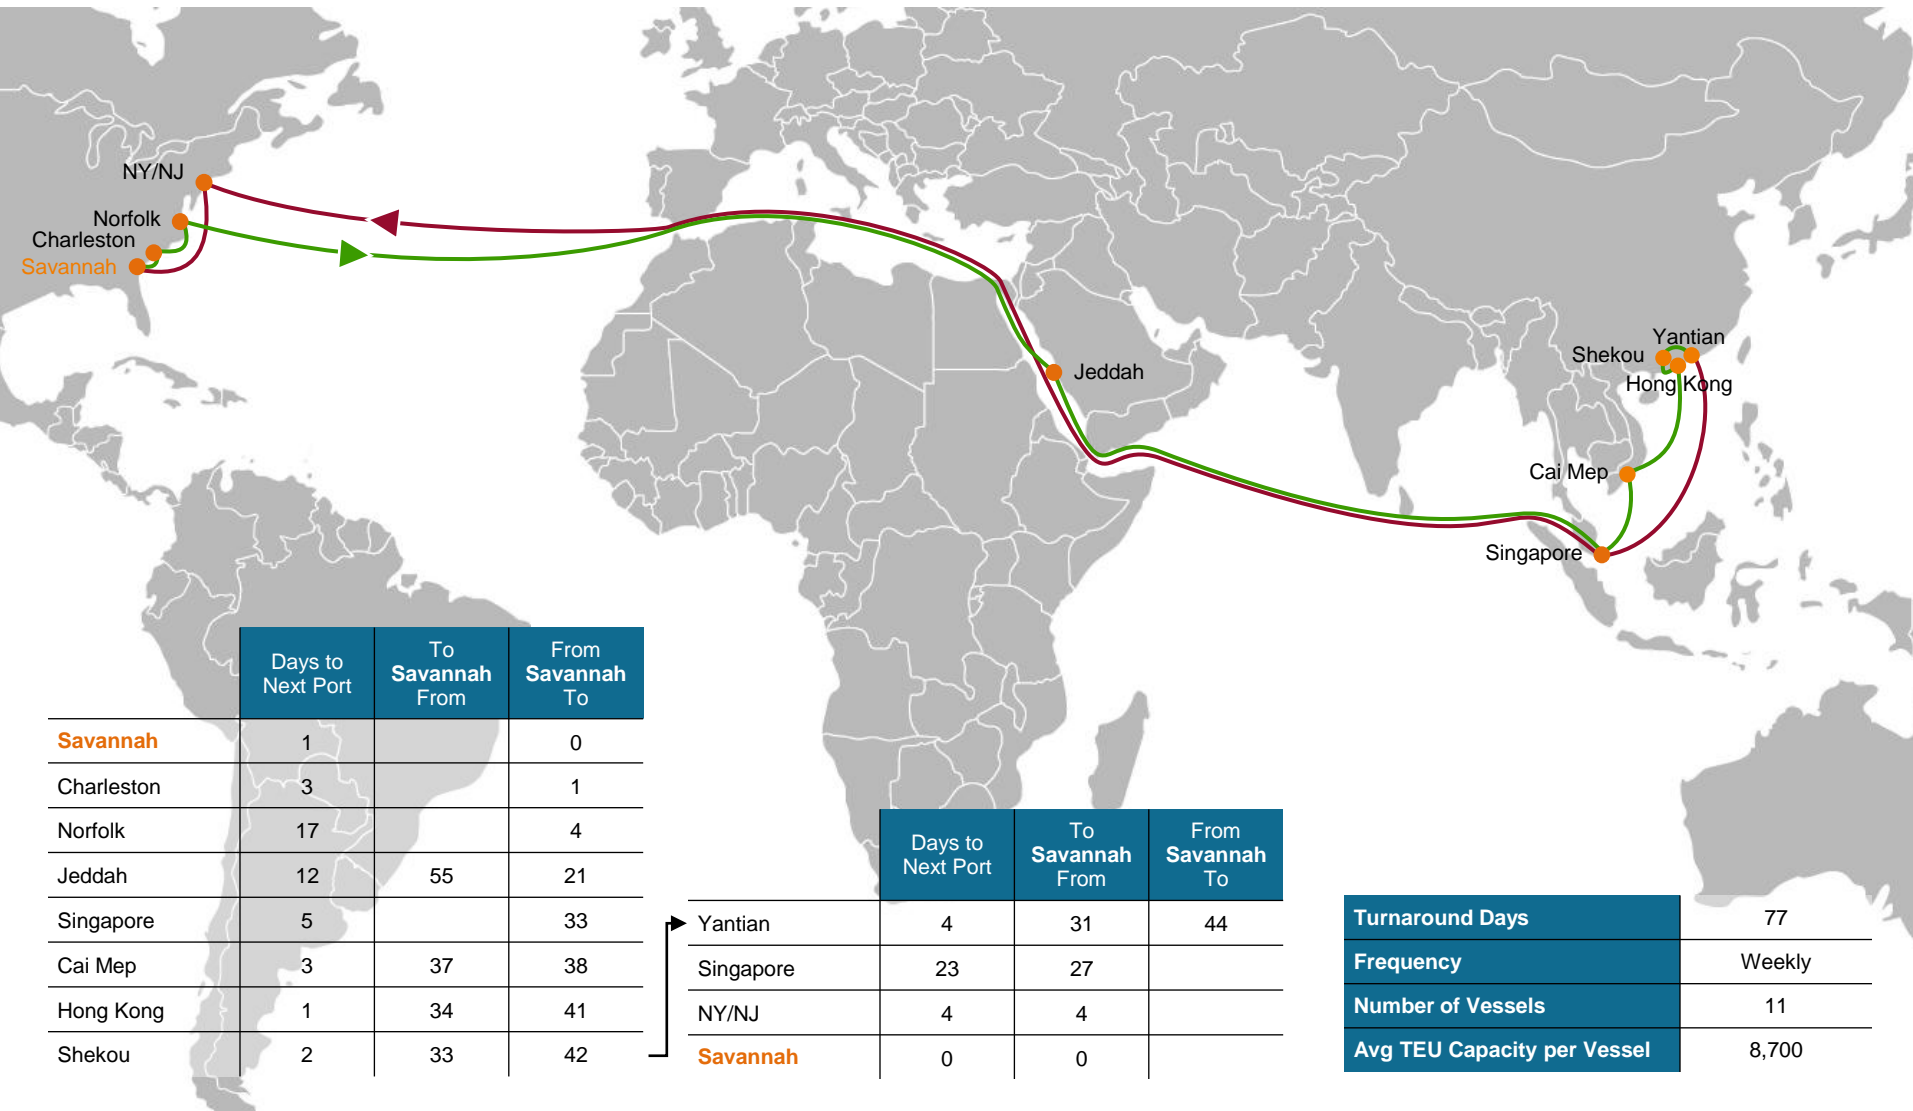 NY/NJ
Norfolk
Charleston
Savannah
Jeddah
Yantian
Shekou
Hong Kong
Cai Mep
Singapore
Days to
Next Port
To
Savannah
From
From
Savannah
To
Savannah 1 0
Charleston 3 1
Norfolk 17 4
Jeddah 12 55 21
Singapore 5 33
Cai Mep 3 37 38
Hong Kong 1 34 41
Shekou 2 33 42
Days to
Next Port
To
Savannah
From
From
Savannah
To
Yantian 4 31 44
Singapore 23 27
NY/NJ 4 4
Savannah 0 0
Turnaround Days 77
Frequency Weekly
Number of Vessels 11
Avg TEU Capacity per Vessel 8,700